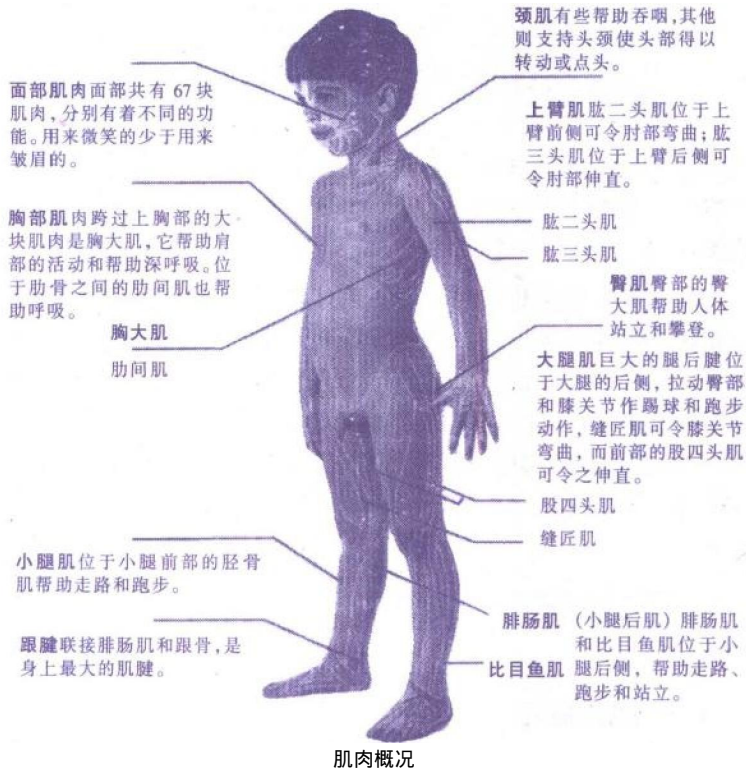 颈肌有些帮助吞咽,其他
则支持头颈使头部得以
转动或点头。
面部肌肉面部共有 67 块
肌肉,分别有着不同的功
能。用来微笑的少于用来
皱眉的。
上臂肌肱二头肌位于上
臂前侧可令肘部弯曲;肱
三头肌位于上臂后侧可
令肘部伸直。
胸部肌肉跨过上胸部的大
块肌肉是胸大肌,它帮助肩
部的活动和帮助深呼吸。位
于肋骨之间的肋间肌也帮
助呼吸。
肱二头肌
肱三头肌
胸大肌
肋间肌
臀肌臀部的臀
大肌帮助人体
站立和攀登。
大腿肌巨大的腿后腱位
于大腿的后侧,拉动臀部
和膝关节作踢球和跑步
动作,缝匠肌可令膝关节
弯曲,而前部的股四头肌
可令之伸直。
股四头肌
缝匠肌
小腿肌位于小腿前部的胫骨
肌帮助走路和跑步。
跟腱联接腓肠肌和跟骨,是
身上最大的肌腱。
腓肠肌
比目鱼肌
(小腿后肌)腓肠肌
和比目鱼肌位于小
腿后侧,帮助走路、
跑步和站立。
肌肉概况